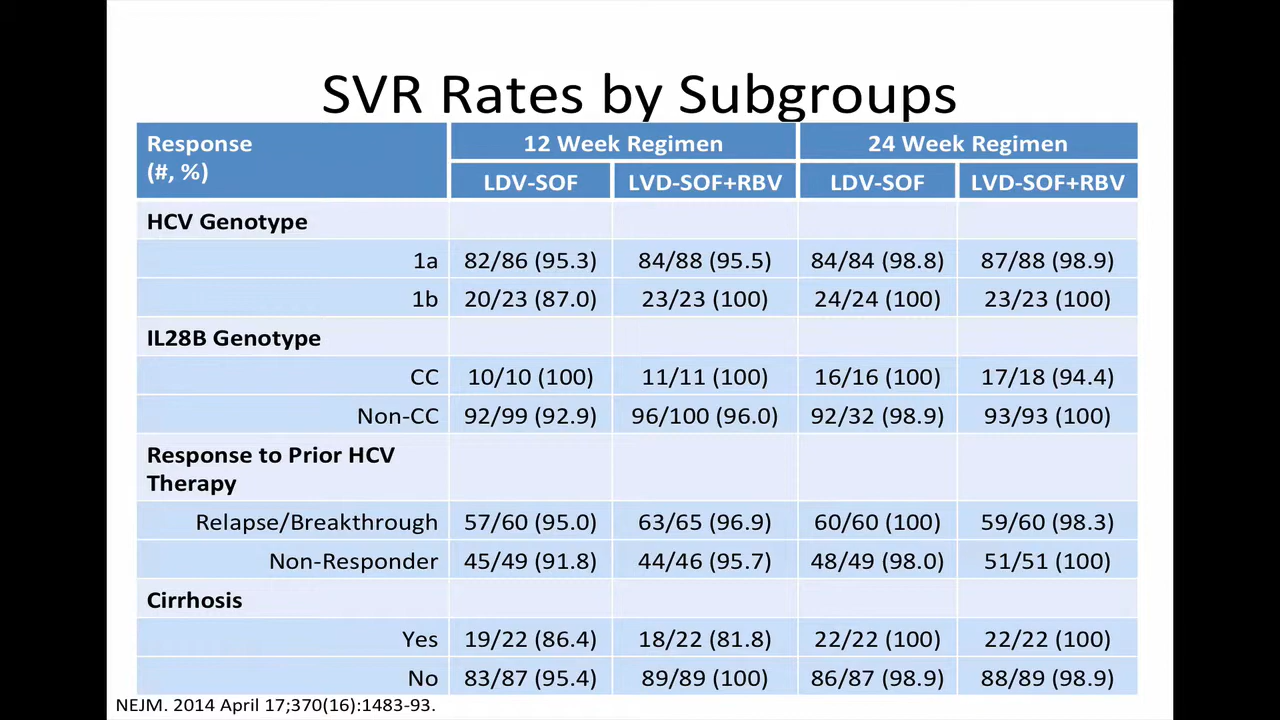 SVR Rates by Subgroups
Response 12 Week Regimen 24 Week Regimen
(#, %) LDV-SOF LVD-SOF+RBV LDV-SOF LVD-SOF+RBV
HCV Genotype
1a 82/86 (95.3) 84/88 (95.5) 84/84 (98.8) 87/88 (98.9)
1b 20/23 (87.0) 23/23 (100) 24/24 (100) 23/23 (100)
IL28B Genotype
CC 10/10 (100) 11/11 (100) 16/16 (100) 17/18 (94.4)
Non-CC 92/99 (92.9) 96/100 (96.0) 92/32 (98.9) 93/93 (100)
Response to Prior HCV
Therapy
Relapse/Breakthrough 57/60 (95.0) 63/65 (96.9) 60/60 (100) 59/60 (98.3)
Non-Responder 45/49 (91.8) 44/46 (95.7) 48/49 (98.0) 51/51 (100)
Cirrhosis
Yes 19/22 (86.4) 18/22 (81.8) 22/22 (100) 22/22 (100)
No 83/87 (95.4) 89/89 (100) 86/87 (98.9) 88/89 (98.9)
NEJM. 2014 April 17;370(16):1483-93.